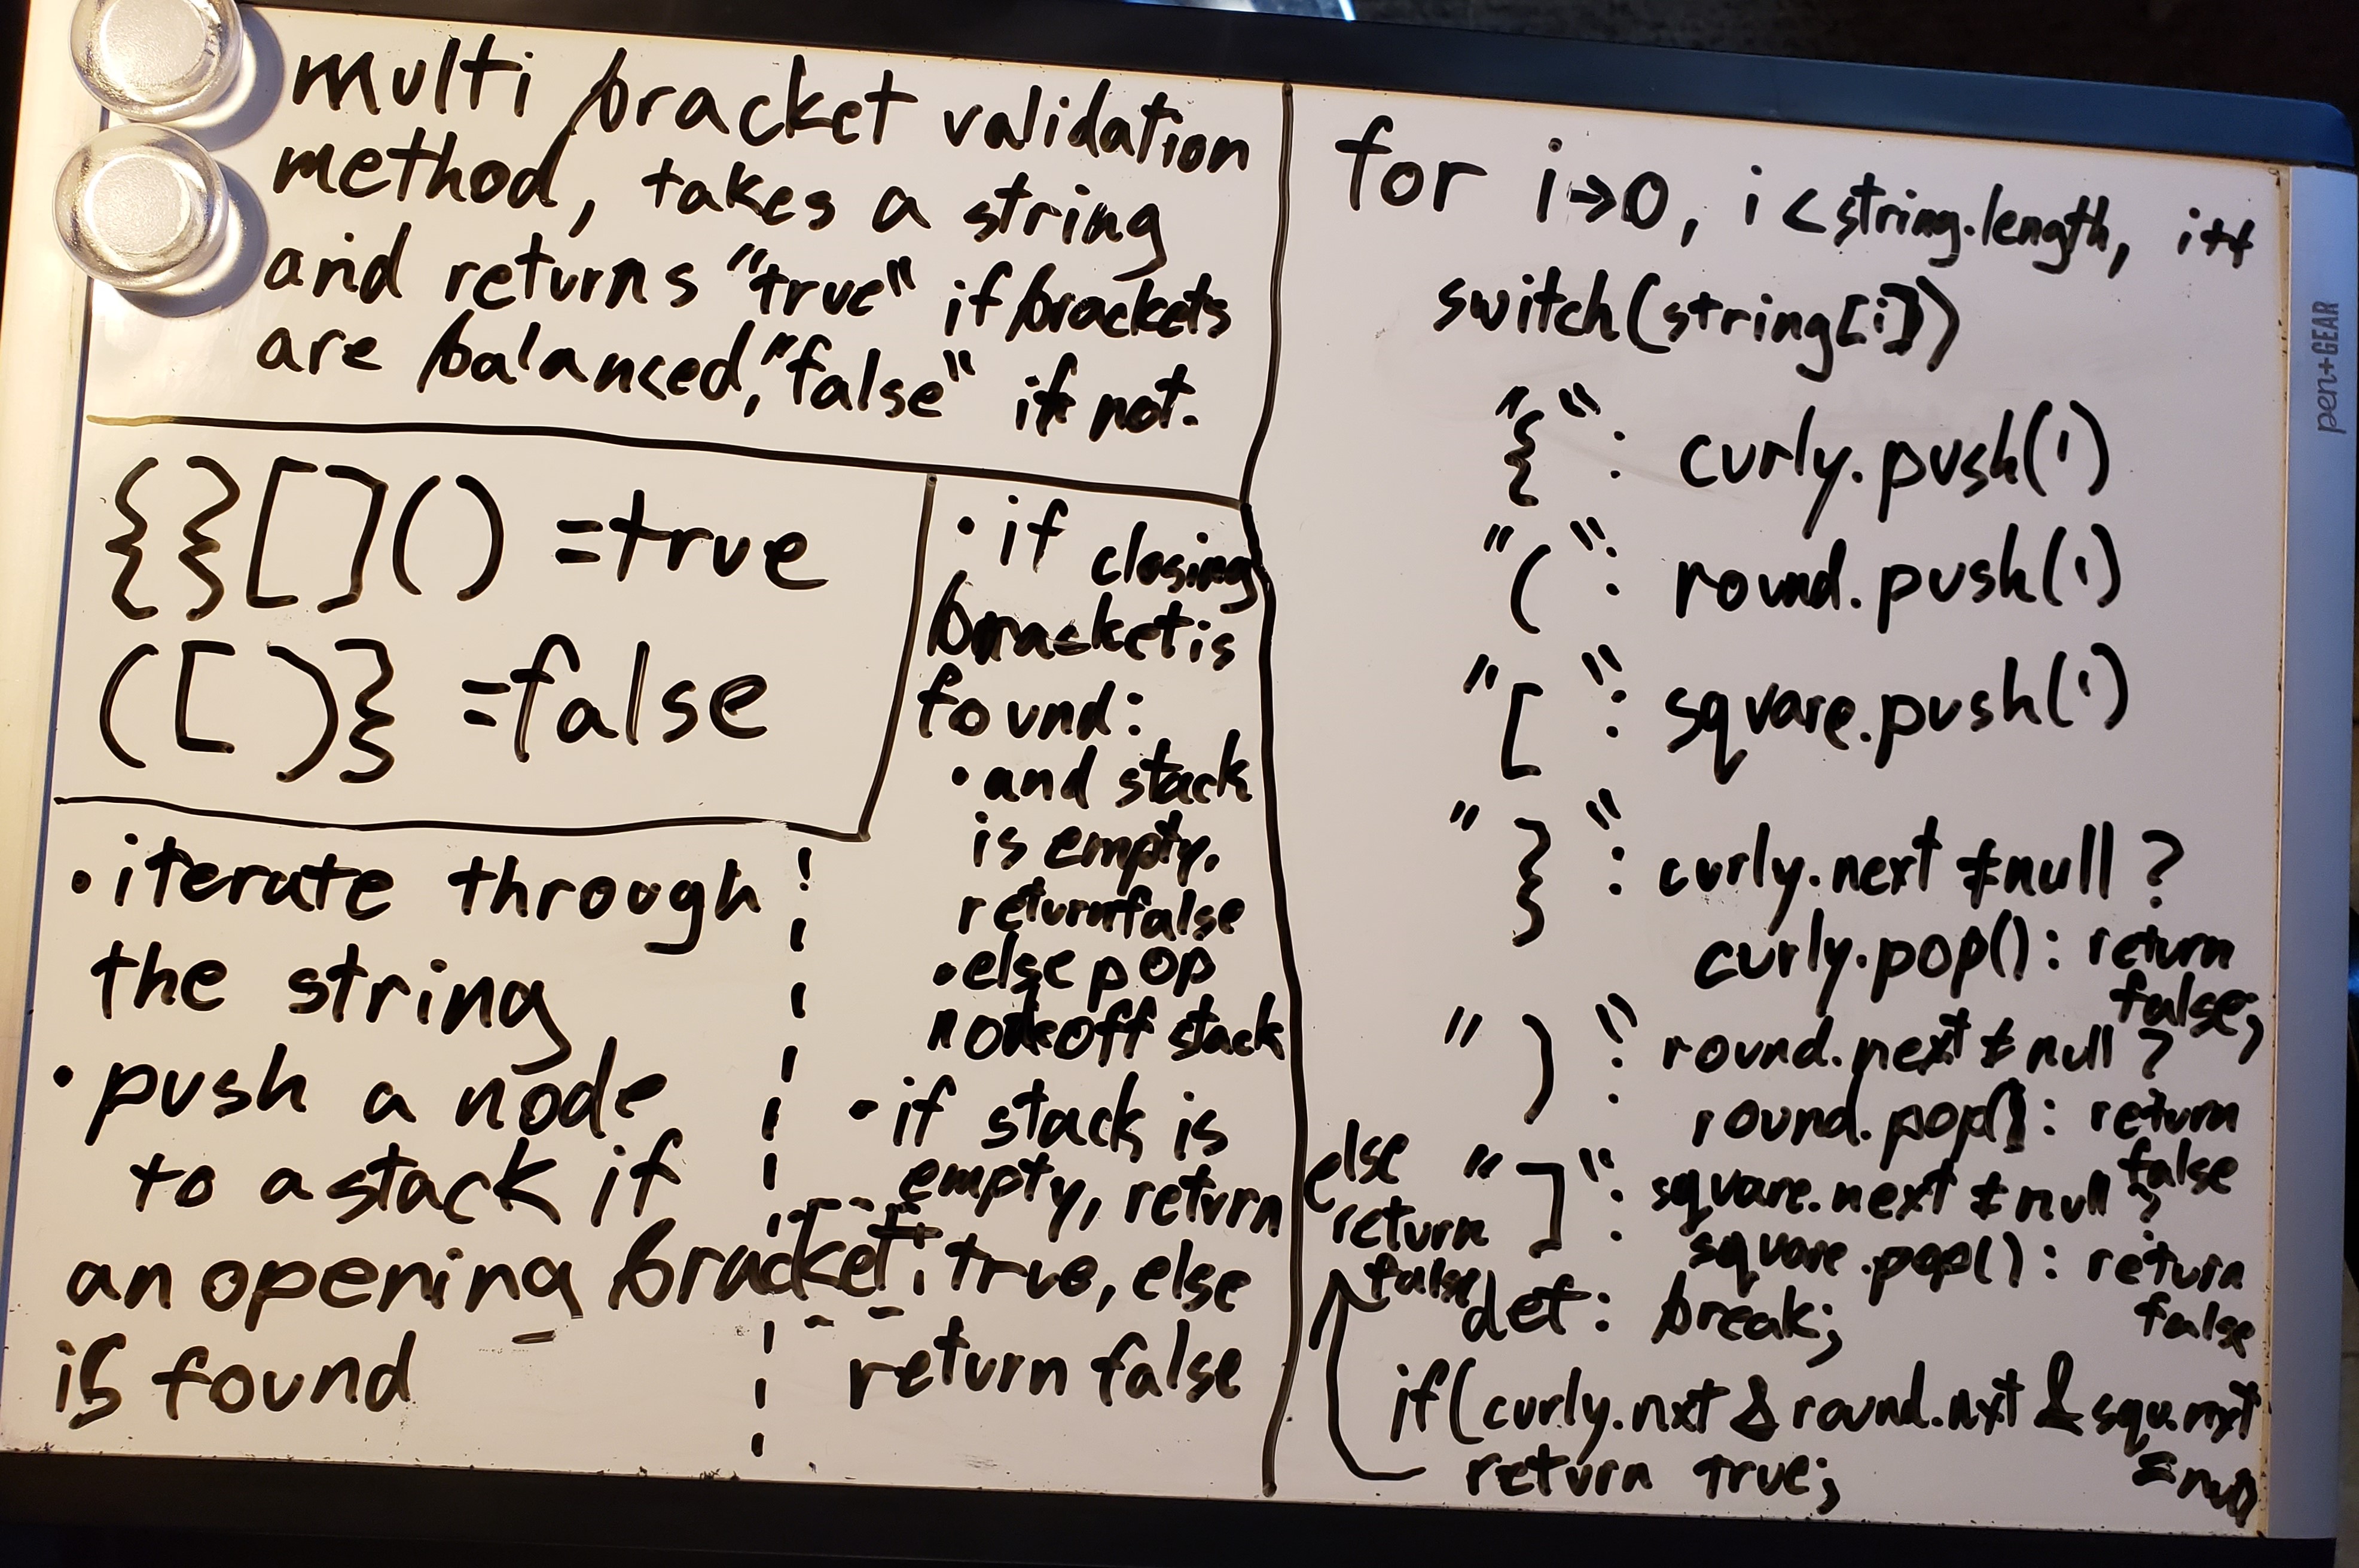 multi bracket validation
method, takes a string
and returns "true" if brackets
are balanced, "false" if not.
{}[]() =true
([)} =false
• iterate through
the string
• push a node
to a stack if
an opening bracket
is found
• if closing
bracket is
found:
• and stack
is empty,
return false
• else pop
node off stack
• if stack is
empty, return
true, else
return false
for i→0, i < string.length, i++
switch(string[i])
"{": curly.push(1)
"(": round.push(1)
"[": square.push(1)
"}": curly.next ≠ null ?
curly.pop() : return
false;
")": round.next ≠ null ?
round.pop() : return
false
"]": square.next ≠ null ?
square.pop() : return
false
def: break;
if(curly.nxt & round.nxt & squ.nxt
= null)
return true;
else
return
false
pen+GEAR